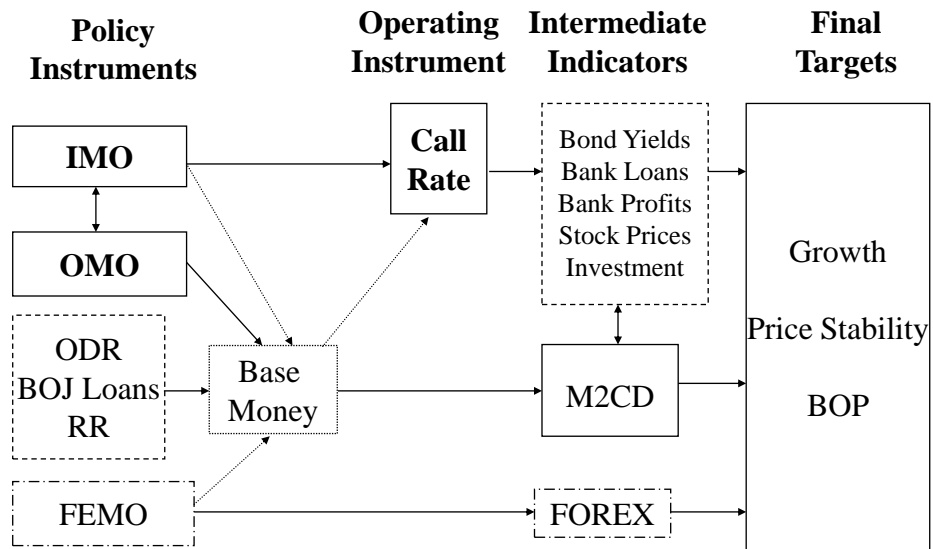 Policy
Instruments
Operating
Instrument
Intermediate
Indicators
Final
Targets
IMO
OMO
ODR
BOJ Loans
RR
FEMO
Base
Money
Call
Rate
Bond Yields
Bank Loans
Bank Profits
Stock Prices
Investment
M2CD
FOREX
Growth
Price Stability
BOP